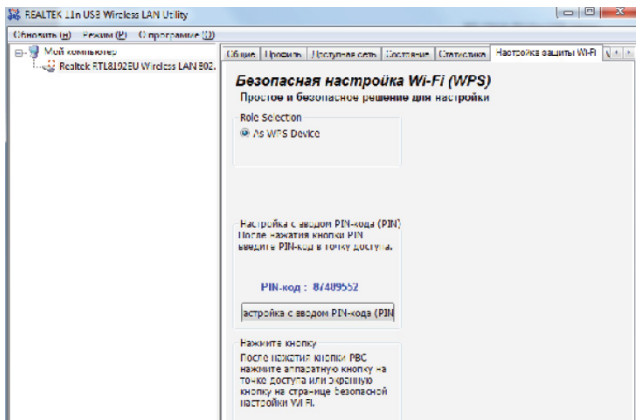 REALTEK 11n USB Wireless LAN Utility
Обновить (R) Режим (M) О программе (A)
Мой компьютер
Realtek RTL8192EU Wireless LAN 802.
Общие Профиль Доступная сеть Состояние Статистика Настройка защиты Wi-Fi
Безопасная настройка Wi-Fi (WPS)
Простое и безопасное решение для настройки
Role Selection
As WPS Device
Настройка с вводом PIN-кода (PIN)
После нажатия кнопки PIN
введите PIN-код в точку доступа.
PIN-код : 87489552
астройка с вводом PIN-кода (PIN
Нажмите кнопку
После нажатия кнопки PBC
нажмите аппаратную кнопку на
точке доступа или экранную
кнопку на странице безопасной
настройки Wi-Fi.